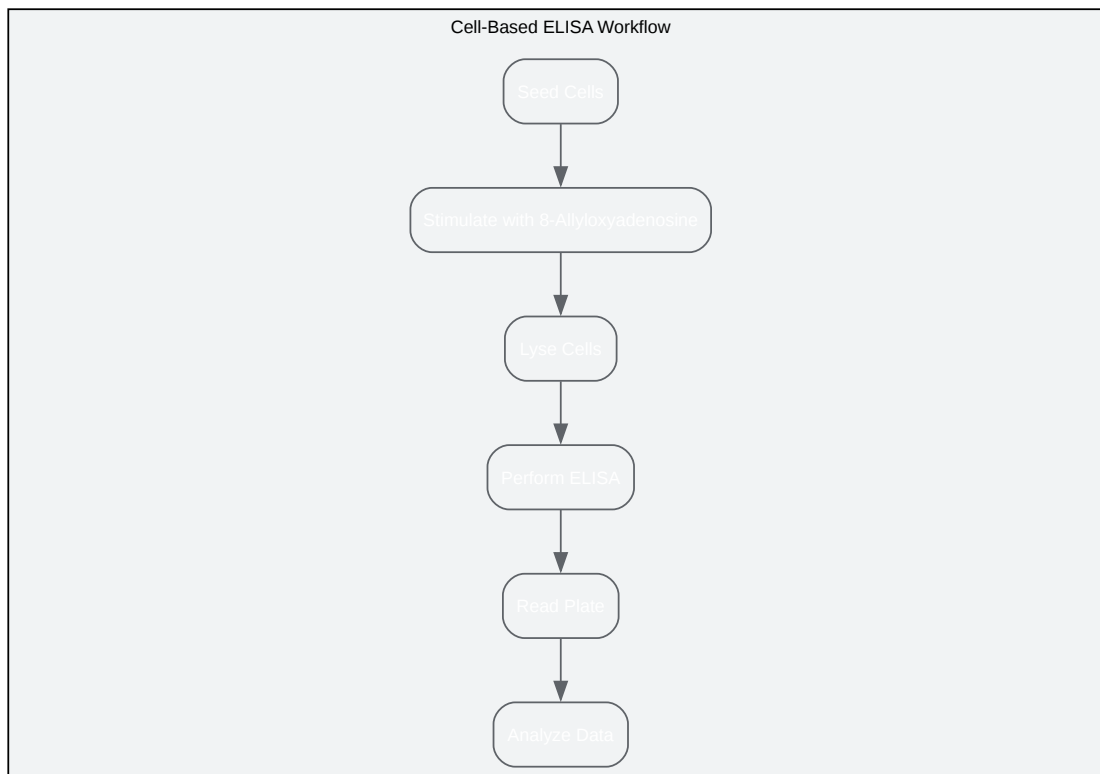 Cell-Based ELISA Workflow
Seed Cells
Stimulate with 8-Allyloxyadenosine
Lyse Cells
Perform ELISA
Read Plate
Analyze Data